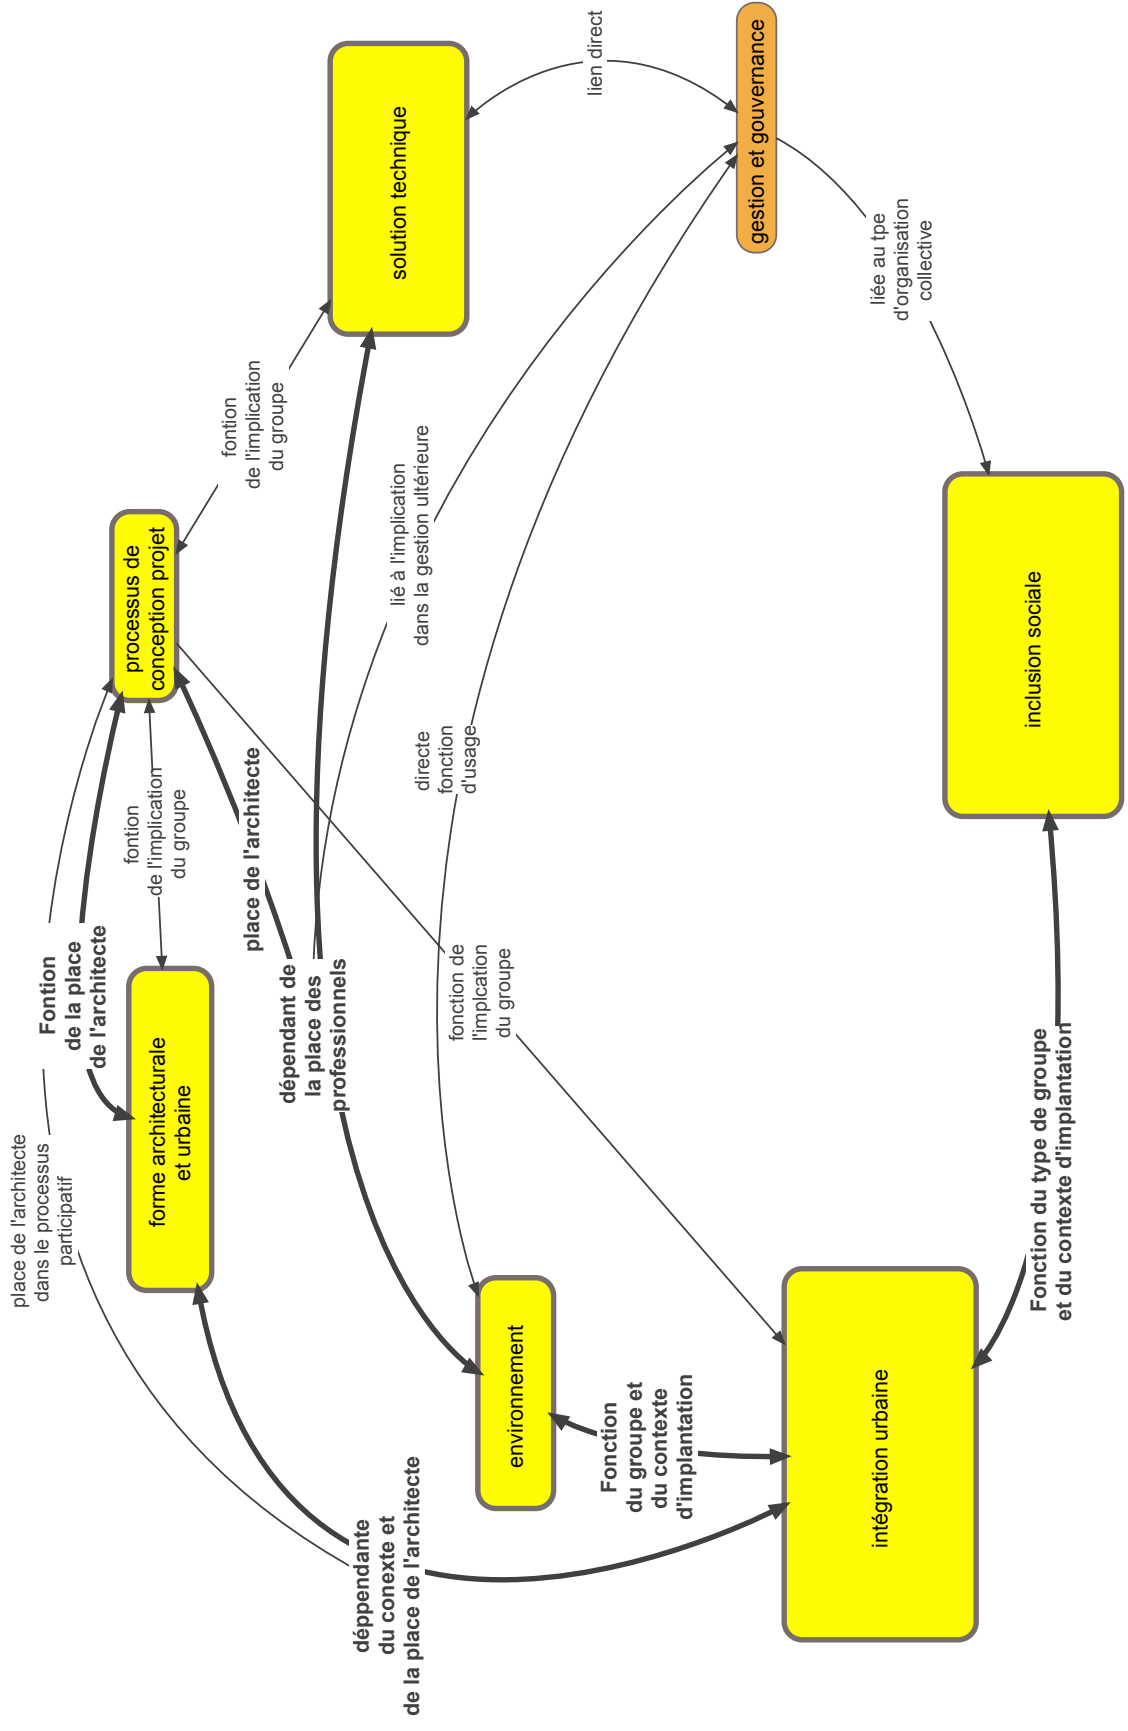 place de l'architecte
dans le processus
participatif
Fontion
de la place
de l'architecte
processus de
conception projet
fontion
de l'implication
du groupe
forme architecturale
et urbaine
place de l'architecte
fontion
de l'implication
du groupe
dépendant de
la place des
professionnels
déppendante
du conexte et
de la place de l'architecte
solution technique
lié à l'implication
dans la gestion ultérieure
directe
fonction
d'usage
fonction de
l'implcation
du groupe
environnement
lien direct
Fonction
du groupe et
du contexte
d'implantation
gestion et gouvernance
liée au tpe
d'organisation
collective
intégration urbaine
inclusion sociale
Fonction du type de groupe
et du contexte d'implantation